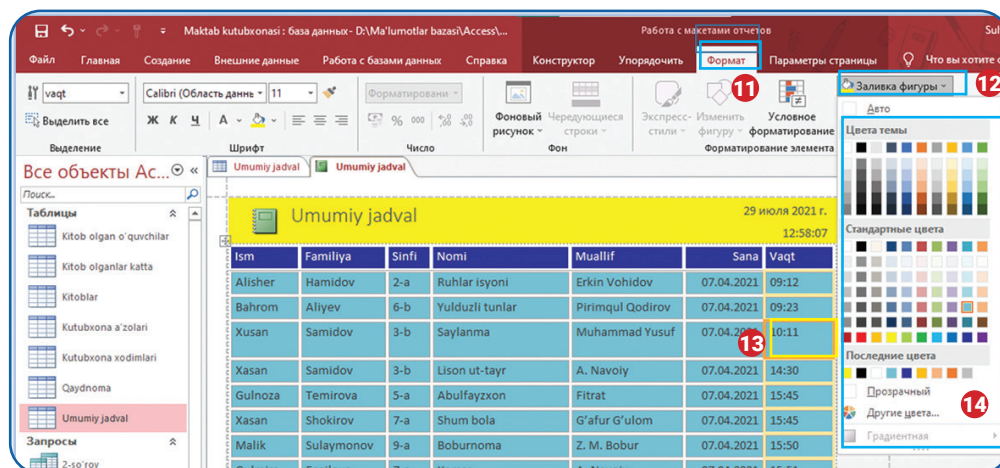 Maktab kutubxonasi : база данных- D:\Ma'lumotlar bazasi\Access\...
Работа с макетами отчетов
Sul
Файл Главная Создание Внешние данные Работа с базами данных Справка Конструктор Упорядочить Формат Параметры страницы Что вы хотите с
11
12
vaqt
Выделить все
Выделение
Calibri (Область данны 11
Ж К Ч А
Шрифт
Форматировани
% 000
Число
Фоновый рисунок
Чередующиеся строки
Фон
Экспресс-стили
Изменить фигуру
Условное форматирование
Форматирование элемента
Заливка фигуры
Авто
Цвета темы
Стандартные цвета
Последние цвета
Прозрачный
Другие цвета...
Градиентная
14
Все объекты Ac...
Поиск...
Таблицы
Kitob olgan o'quvchilar
Kitob olganlar katta
Kitoblar
Kutubxona a'zolari
Kutubxona xodimlari
Qaydnoma
Umumiy jadval
Запросы
2-so'rov
Umumiy jadval Umumiy jadval
Umumiy jadval
29 июля 2021 г.
12:58:07
Ism Familiya Sinfi Nomi Muallif Sana Vaqt
Alisher Hamidov 2-a Ruhlar isyoni Erkin Vohidov 07.04.2021 09:12
Bahrom Aliyev 6-b Yulduzli tunlar Pirimqul Qodirov 07.04.2021 09:23
Xusan Samidov 3-b Saylanma Muhammad Yusuf 07.04.2021 10:11
13
Xasan Samidov 3-b Lison ut-tayr A. Navoiy 07.04.2021 14:30
Gulnoza Temirova 5-a Abulfayzxon Fitrat 07.04.2021 15:45
Xasan Shokirov 7-a Shum bola G'afur G'ulom 07.04.2021 15:45
Malik Sulaymonov 9-a Boburnoma Z. M. Bobur 07.04.2021 15:50